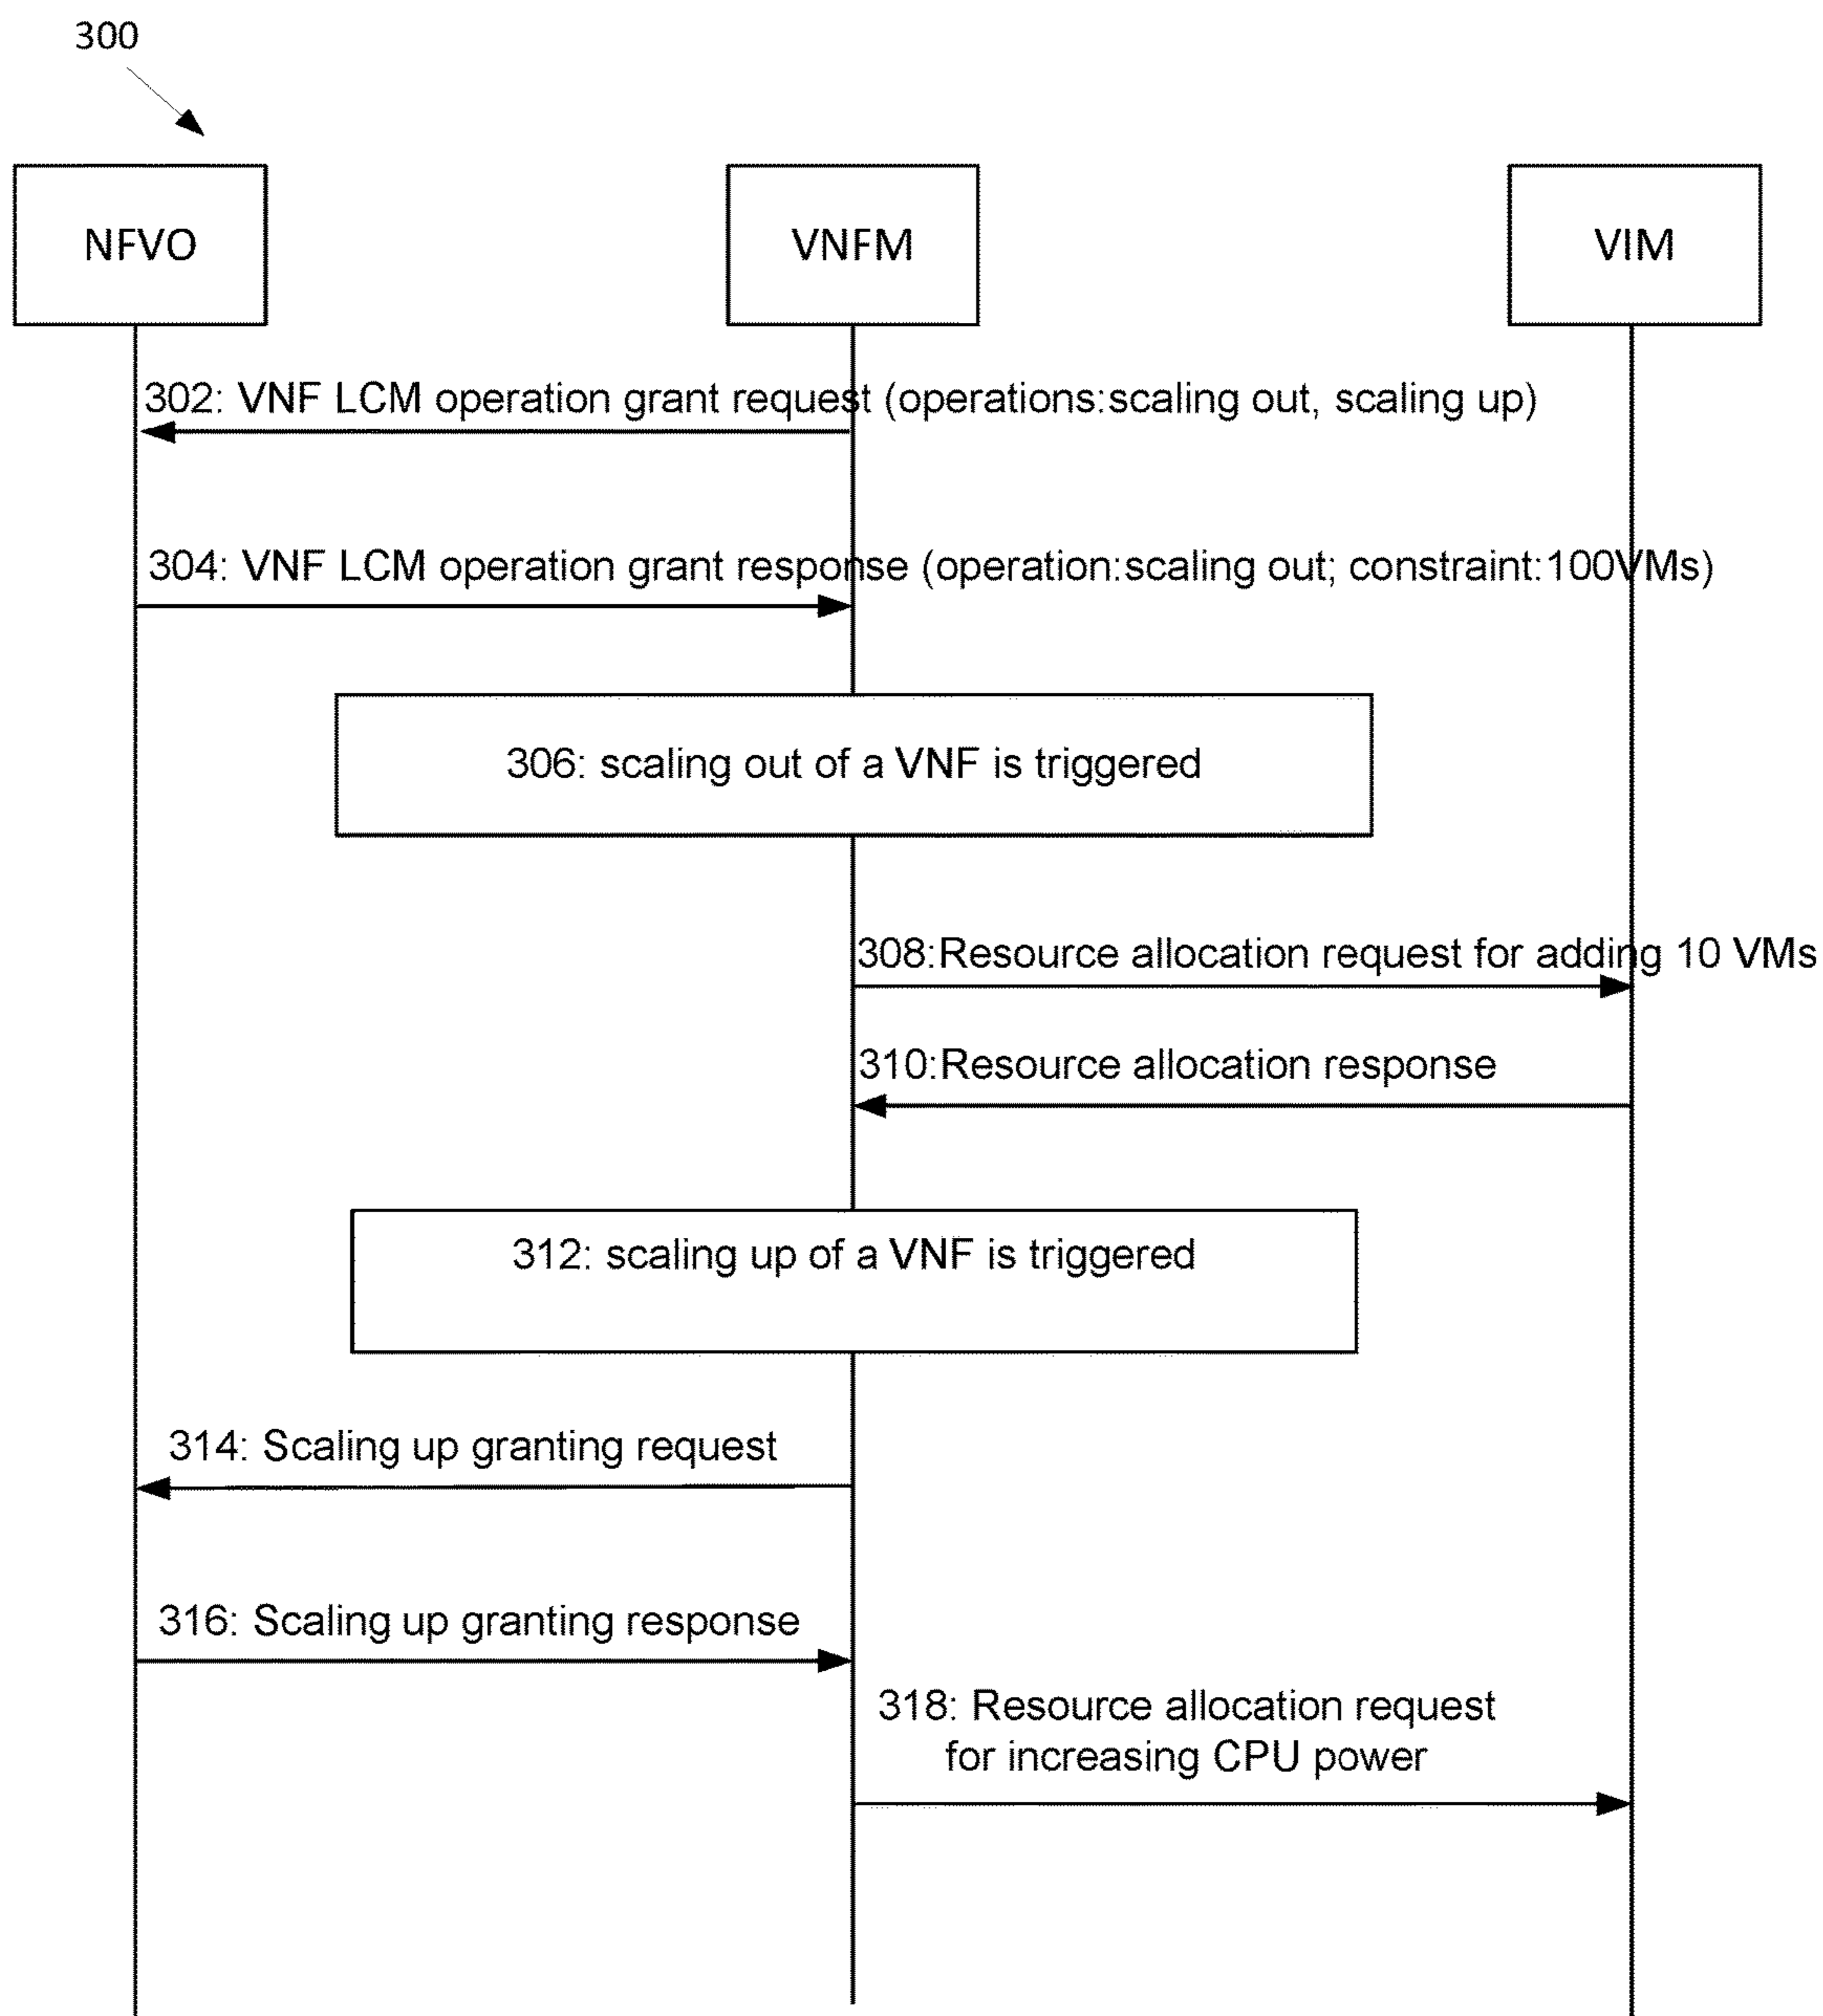 300
NFVO
VNFM
VIM
302: VNF LCM operation grant request (operations:scaling out, scaling up)
304: VNF LCM operation grant response (operation:scaling out; constraint:100VMs)
306: scaling out of a VNF is triggered
308:Resource allocation request for adding 10 VMs
310:Resource allocation response
312: scaling up of a VNF is triggered
314: Scaling up granting request
316: Scaling up granting response
318: Resource allocation request
for increasing CPU power